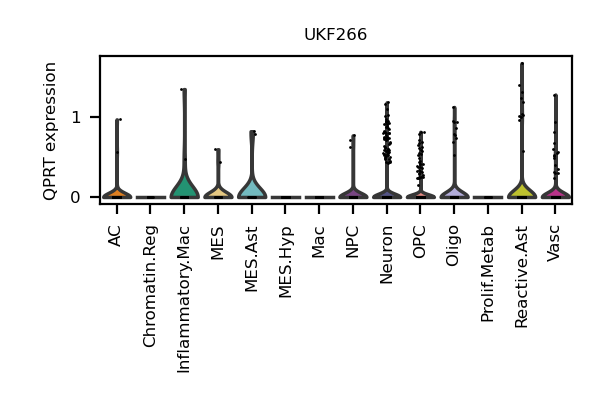 UKF266
QPRT expression
1
0
AC
Chromatin.Reg
Inflammatory.Mac
MES
MES.Ast
MES.Hyp
Mac
NPC
Neuron
OPC
Oligo
Prolif.Metab
Reactive.Ast
Vasc